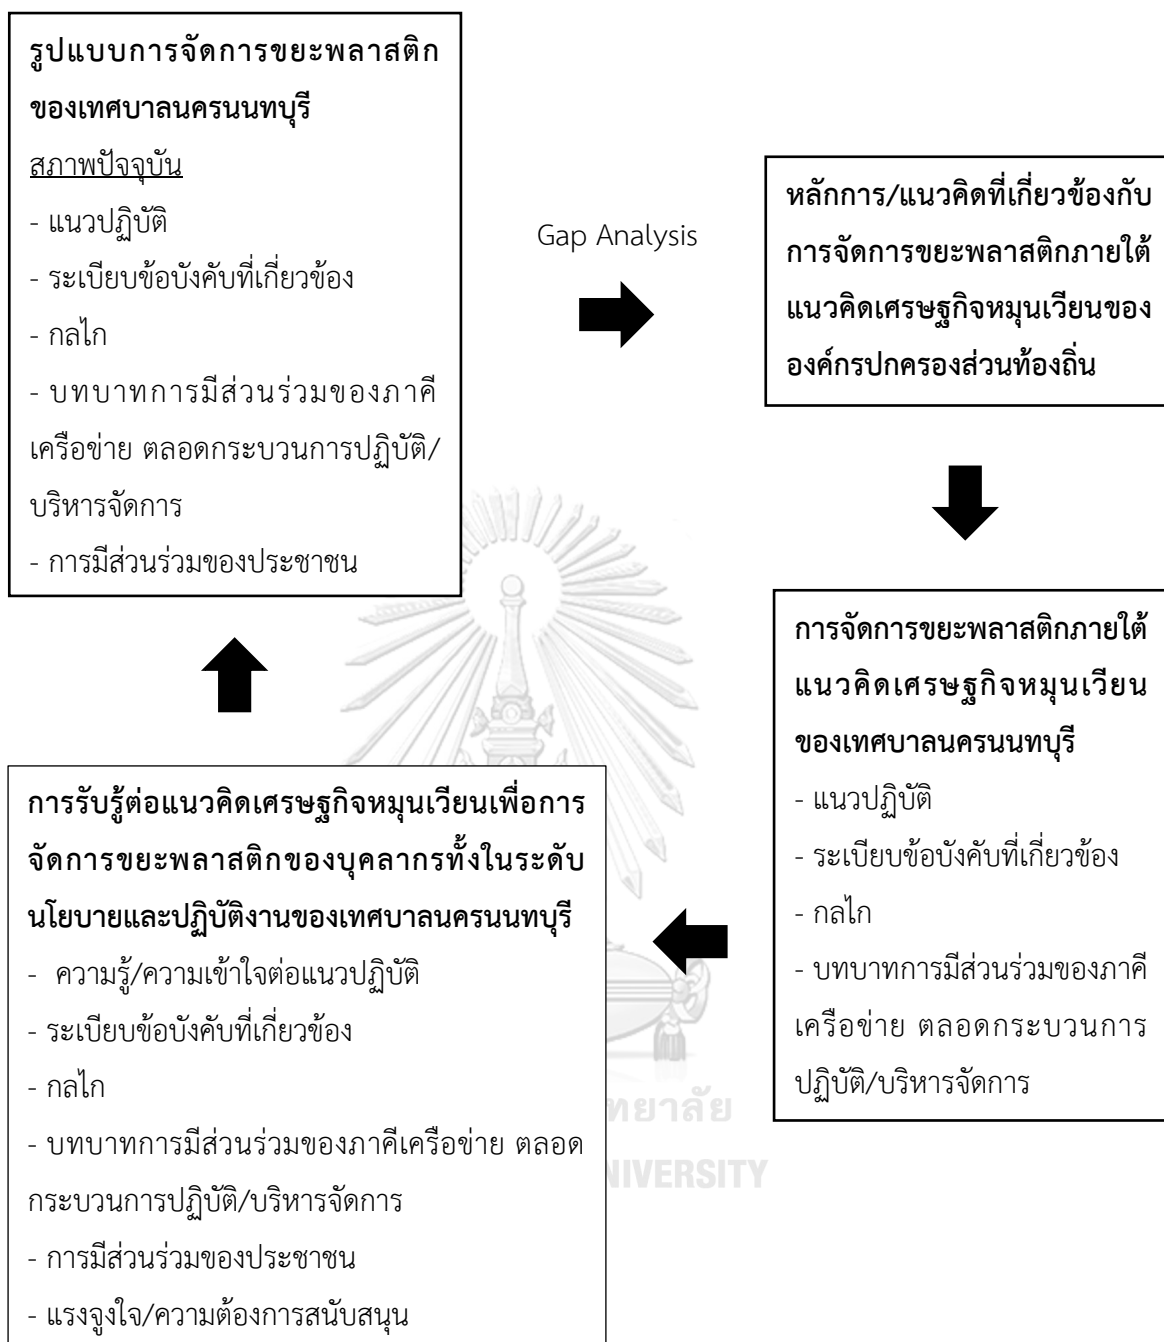 รูปแบบการจัดการขยะพลาสติก
ของเทศบาลนครนนทบุรี
สภาพปัจจุบัน
- แนวปฏิบัติ
- ระเบียบข้อบังคับที่เกี่ยวข้อง
- กลไก
- บทบาทการมีส่วนร่วมของภาคี
เครือข่าย ตลอดกระบวนการปฏิบัติ/
บริหารจัดการ
- การมีส่วนร่วมของประชาชน
Gap Analysis
หลักการ/แนวคิดที่เกี่ยวข้องกับ
การจัดการขยะพลาสติกภายใต้
แนวคิดเศรษฐกิจหมุนเวียนของ
องค์กรปกครองส่วนท้องถิ่น
การจัดการขยะพลาสติกภายใต้
แนวคิดเศรษฐกิจหมุนเวียน
ของเทศบาลนครนนทบุรี
- แนวปฏิบัติ
- ระเบียบข้อบังคับที่เกี่ยวข้อง
- กลไก
- บทบาทการมีส่วนร่วมของภาคี
เครือข่าย ตลอดกระบวนการ
ปฏิบัติ/บริหารจัดการ
การรับรู้ต่อแนวคิดเศรษฐกิจหมุนเวียนเพื่อการ
จัดการขยะพลาสติกของบุคลากรทั้งในระดับ
นโยบายและปฏิบัติงานของเทศบาลนครนนทบุรี
- ความรู้/ความเข้าใจต่อแนวปฏิบัติ
- ระเบียบข้อบังคับที่เกี่ยวข้อง
- กลไก
- บทบาทการมีส่วนร่วมของภาคีเครือข่าย ตลอด
กระบวนการปฏิบัติ/บริหารจัดการ
- การมีส่วนร่วมของประชาชน
- แรงจูงใจ/ความต้องการสนับสนุน
ทยาลัย
NIVERSITY